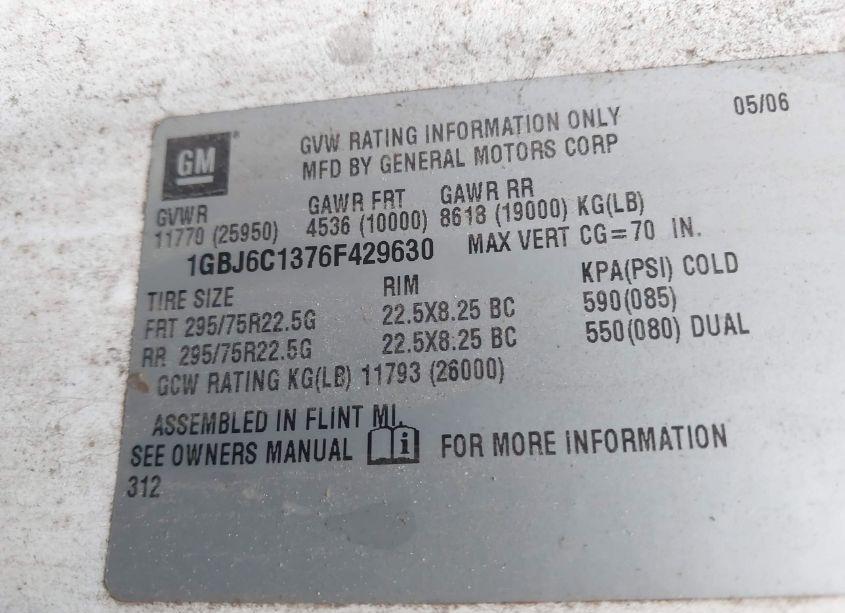 05/06
GM
GVW RATING INFORMATION ONLY
MFD BY GENERAL MOTORS CORP
GVWR GAWR FRT GAWR RR
11770 (25950) 4536 (10000) 8618 (19000) KG(LB)
1GBJ6C1376F429630 MAX VERT CG=70 IN.
TIRE SIZE RIM KPA(PSI) COLD
FRT 295/75R22.5G 22.5X8.25 BC 590(085)
RR 295/75R22.5G 22.5X8.25 BC 550(080) DUAL
GCW RATING KG(LB) 11793 (26000)
ASSEMBLED IN FLINT MI.
SEE OWNERS MANUAL i FOR MORE INFORMATION
312